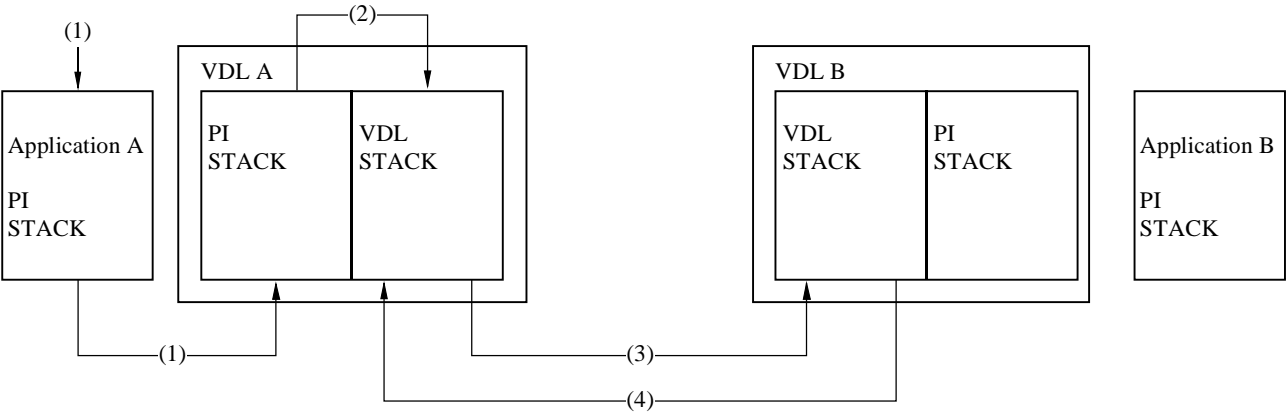 (2)
(1)
VDL A
VDL B
PI
STACK
VDL
STACK
VDL
STACK
PI
STACK
Application A
PI
STACK
Application B
PI
STACK
(1)
(3)
(4)